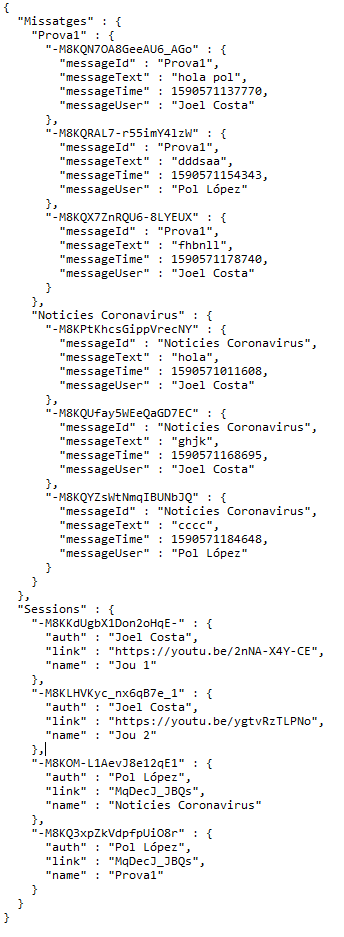 {
"Missatges" : {
"Prova1" : {
"-M8KQN7OA8GeeAU6_AGo" : {
"messageId" : "Prova1",
"messageText" : "hola pol",
"messageTime" : 1590571137770,
"messageUser" : "Joel Costa"
},
"-M8KQRAL7-r55imY4lzW" : {
"messageId" : "Prova1",
"messageText" : "dddsaa",
"messageTime" : 1590571154343,
"messageUser" : "Pol López"
},
"-M8KQX7ZnRQU6-8LYEUX" : {
"messageId" : "Prova1",
"messageText" : "fhbnll",
"messageTime" : 1590571178740,
"messageUser" : "Joel Costa"
}
},
"Noticies Coronavirus" : {
"-M8KPtKhcsGippVrecNY" : {
"messageId" : "Noticies Coronavirus",
"messageText" : "hola",
"messageTime" : 1590571011608,
"messageUser" : "Joel Costa"
},
"-M8KQUfay5WEeQaGD7EC" : {
"messageId" : "Noticies Coronavirus",
"messageText" : "ghjk",
"messageTime" : 1590571168695,
"messageUser" : "Joel Costa"
},
"-M8KQYZsWtNmqIBUNbJQ" : {
"messageId" : "Noticies Coronavirus",
"messageText" : "cccc",
"messageTime" : 1590571184648,
"messageUser" : "Pol López"
}
}
},
"Sessions" : {
"-M8KKdUgbX1Don2oHqE-" : {
"auth" : "Joel Costa",
"link" : "https://youtu.be/2nNA-X4Y-CE",
"name" : "Jou 1"
},
"-M8KLHVKyc_nx6qB7e_1" : {
"auth" : "Joel Costa",
"link" : "https://youtu.be/ygtvRzTLPNo",
"name" : "Jou 2"
},
"-M8KOM-L1AevJ8e12qE1" : {
"auth" : "Pol López",
"link" : "MqDecJ_JBQs",
"name" : "Noticies Coronavirus"
},
"-M8KQ3xpZkVdpfpUiO8r" : {
"auth" : "Pol López",
"link" : "MqDecJ_JBQs",
"name" : "Prova1"
}
}
}